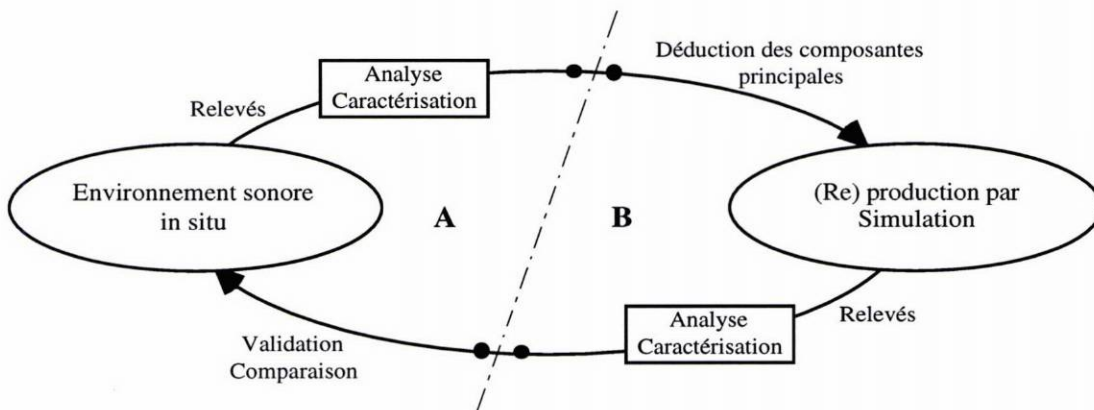 Déduction des composantes
principales
Analyse
Caractérisation
Relevés
Environnement sonore
in situ
A
B
(Re) production par
Simulation
Analyse
Caractérisation
Relevés
Validation
Comparaison